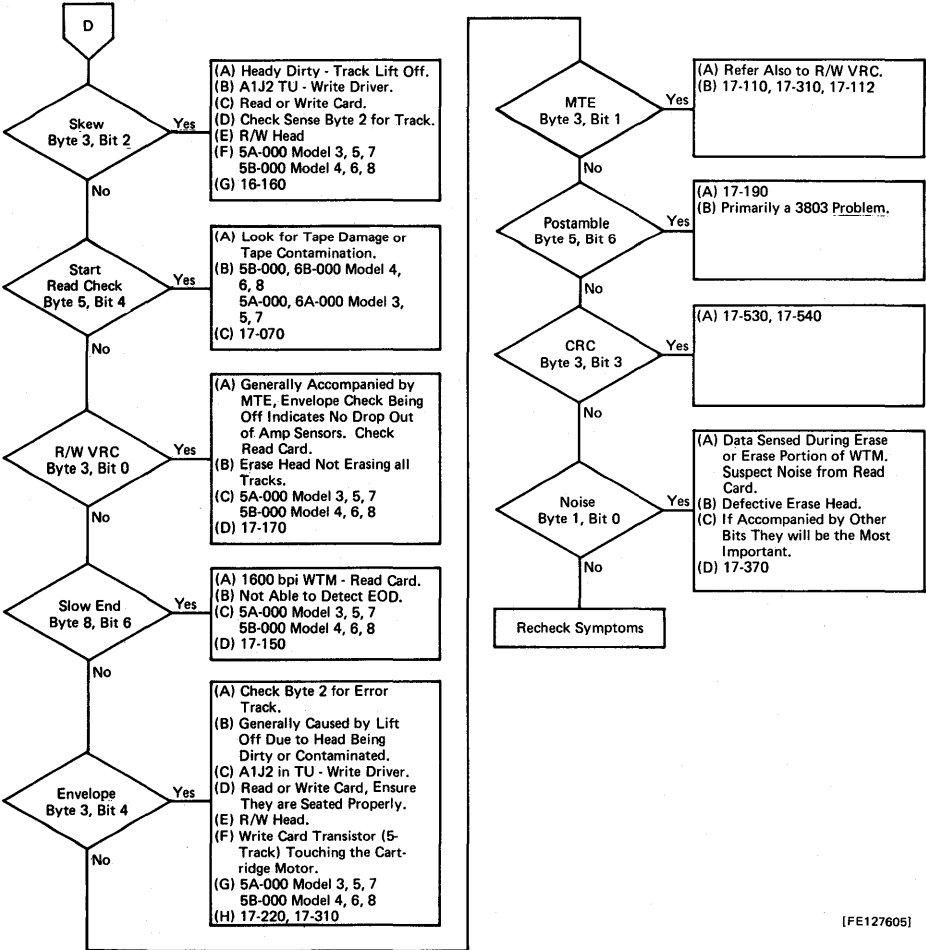 D
Skew
Byte 3, Bit 2
Yes
(A) Heady Dirty - Track Lift Off.
(B) A1J2 TU - Write Driver.
(C) Read or Write Card.
(D) Check Sense Byte 2 for Track.
(E) R/W Head
(F) 5A-000 Model 3, 5, 7
5B-000 Model 4, 6, 8
(G) 16-160
No
Start
Read Check
Byte 5, Bit 4
Yes
(A) Look for Tape Damage or
Tape Contamination.
(B) 5B-000, 6B-000 Model 4,
6, 8
5A-000, 6A-000 Model 3,
5, 7
(C) 17-070
No
R/W VRC
Byte 3, Bit 0
Yes
(A) Generally Accompanied by
MTE, Envelope Check Being
Off Indicates No Drop Out
of Amp Sensors. Check
Read Card.
(B) Erase Head Not Erasing all
Tracks.
(C) 5A-000 Model 3, 5, 7
5B-000 Model 4, 6, 8
(D) 17-170
No
Slow End
Byte 8, Bit 6
Yes
(A) 1600 bpi WTM - Read Card.
(B) Not Able to Detect EOD.
(C) 5A-000 Model 3, 5, 7
5B-000 Model 4, 6, 8
(D) 17-150
No
Envelope
Byte 3, Bit 4
Yes
(A) Check Byte 2 for Error
Track.
(B) Generally Caused by Lift
Off Due to Head Being
Dirty or Contaminated.
(C) A1J2 in TU - Write Driver.
(D) Read or Write Card, Ensure
They are Seated Properly.
(E) R/W Head.
(F) Write Card Transistor (5-
Track) Touching the Cart-
ridge Motor.
(G) 5A-000 Model 3, 5, 7
5B-000 Model 4, 6, 8
(H) 17-220, 17-310
No
MTE
Byte 3, Bit 1
Yes
(A) Refer Also to R/W VRC.
(B) 17-110, 17-310, 17-112
No
Postamble
Byte 5, Bit 6
Yes
(A) 17-190
(B) Primarily a 3803 Problem.
No
CRC
Byte 3, Bit 3
Yes
(A) 17-530, 17-540
No
Noise
Byte 1, Bit 0
Yes
(A) Data Sensed During Erase
or Erase Portion of WTM.
Suspect Noise from Read
Card.
(B) Defective Erase Head.
(C) If Accompanied by Other
Bits They will be the Most
Important.
(D) 17-370
No
Recheck Symptoms
[FE127605]